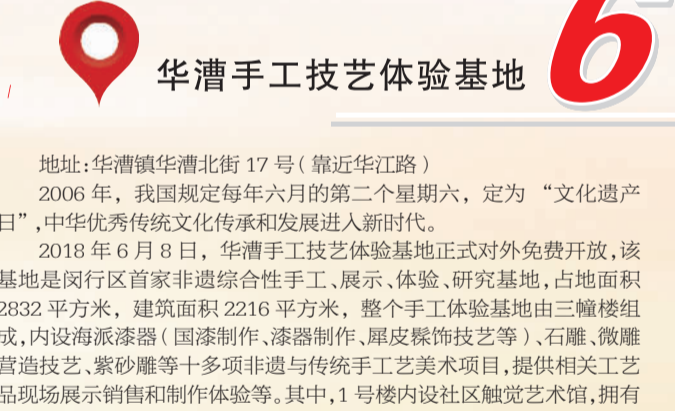 华漕手工技艺体验基地
6
地址:华漕镇华漕北街 17 号(靠近华江路)
2006 年，我国规定每年六月的第二个星期六，定为 “文化遗产
日”,中华优秀传统文化传承和发展进入新时代。
2018 年 6 月 8 日，华漕手工技艺体验基地正式对外免费开放,该
基地是闵行区首家非遗综合性手工、展示、体验、研究基地,占地面积
2832 平方米，建筑面积 2216 平方米，整个手工体验基地由三幢楼组
成,内设海派漆器(国漆制作、漆器制作、犀皮髹饰技艺等)、石雕、微雕
营造技艺、紫砂雕等十多项非遗与传统手工艺美术项目,提供相关工艺
品现场展示销售和制作体验等。其中,1 号楼内设社区触觉艺术馆,拥有